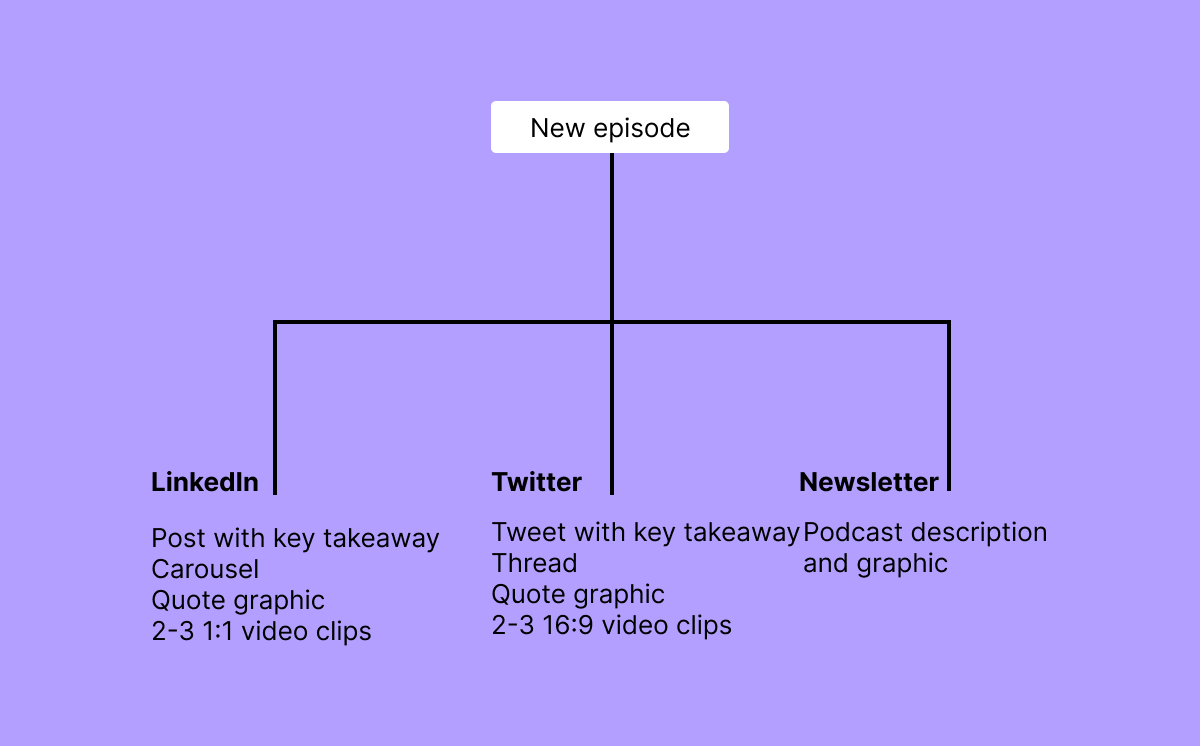 New episode
LinkedIn
Post with key takeaway
Carousel
Quote graphic
2-3 1:1 video clips
Twitter
Tweet with key takeaway
Thread
Quote graphic
2-3 16:9 video clips
Newsletter
Podcast description
and graphic